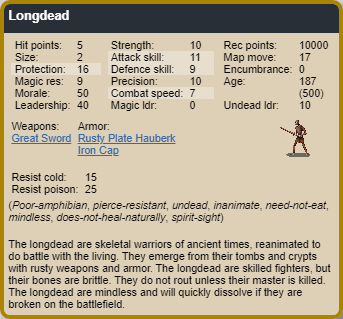 Longdead
Hit points: 5 Strength: 10 Rec points: 10000
Size: 2 Attack skill: 11 Map move: 17
Protection: 16 Defence skill: 9 Encumbrance: 0
Magic res: 9 Precision: 10 Age: 187
Morale: 50 Combat speed: 7 (500)
Leadership: 40 Magic ldr: 0 Undead ldr: 10
Weapons: Armor:
Great Sword Rusty Plate Hauberk
Iron Cap
Resist cold: 15
Resist poison: 25
(Poor-amphibian, pierce-resistant, undead, inanimate, need-not-eat,
mindless, does-not-heal-naturally, spirit-sight)
The longdead are skeletal warriors of ancient times, reanimated to
do battle with the living. They emerge from their tombs and crypts
with rusty weapons and armor. The longdead are skilled fighters, but
their bones are brittle. They do not rout unless their master is killed.
The longdead are mindless and will quickly dissolve if they are
broken on the battlefield.